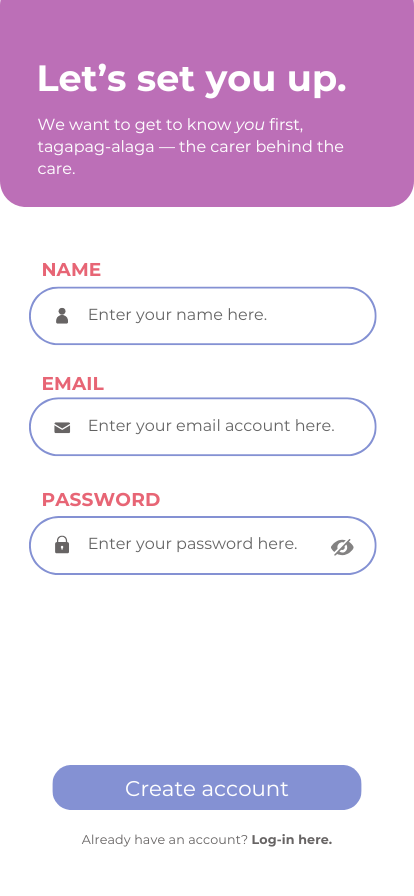 Let’s set you up.
We want to get to know you first,
tagapag-alaga — the carer behind the
care.
NAME
Enter your name here.
EMAIL
Enter your email account here.
PASSWORD
Enter your password here.
Create account
Already have an account? Log-in here.